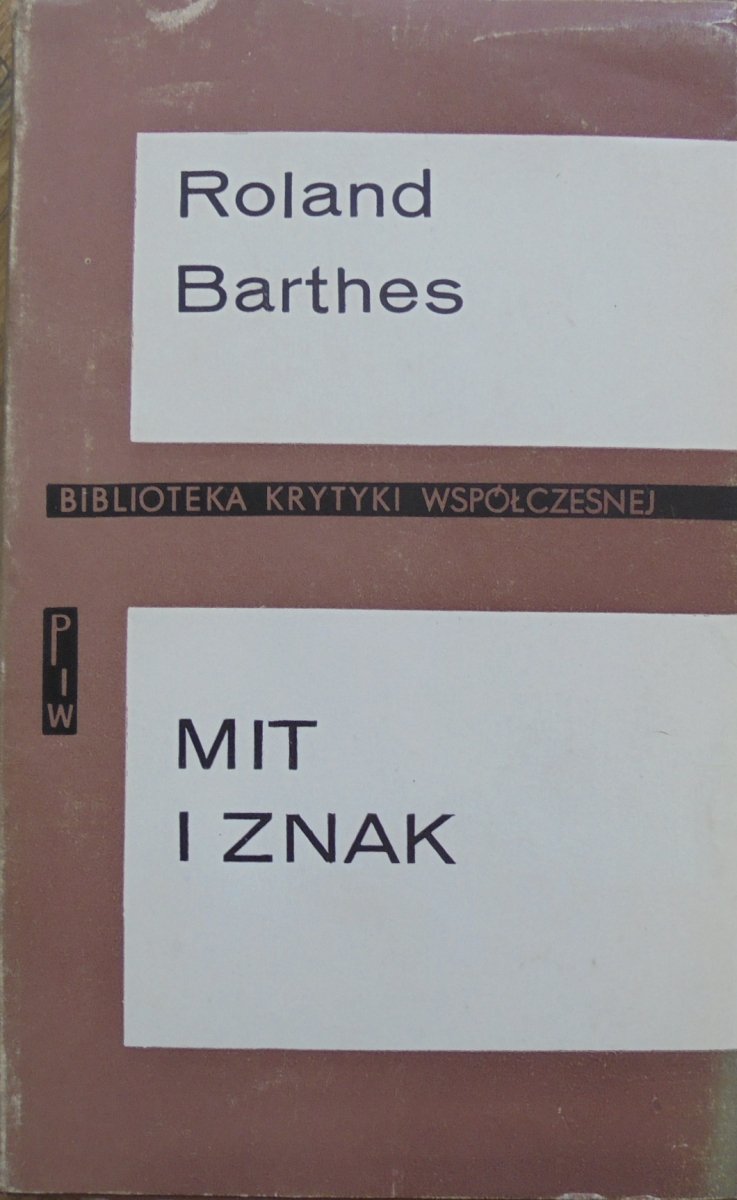 Roland
Barthes
BIBLIOTEKA KRYTYKI WSPÓŁCZESNEJ
PIW
MIT
I ZNAK